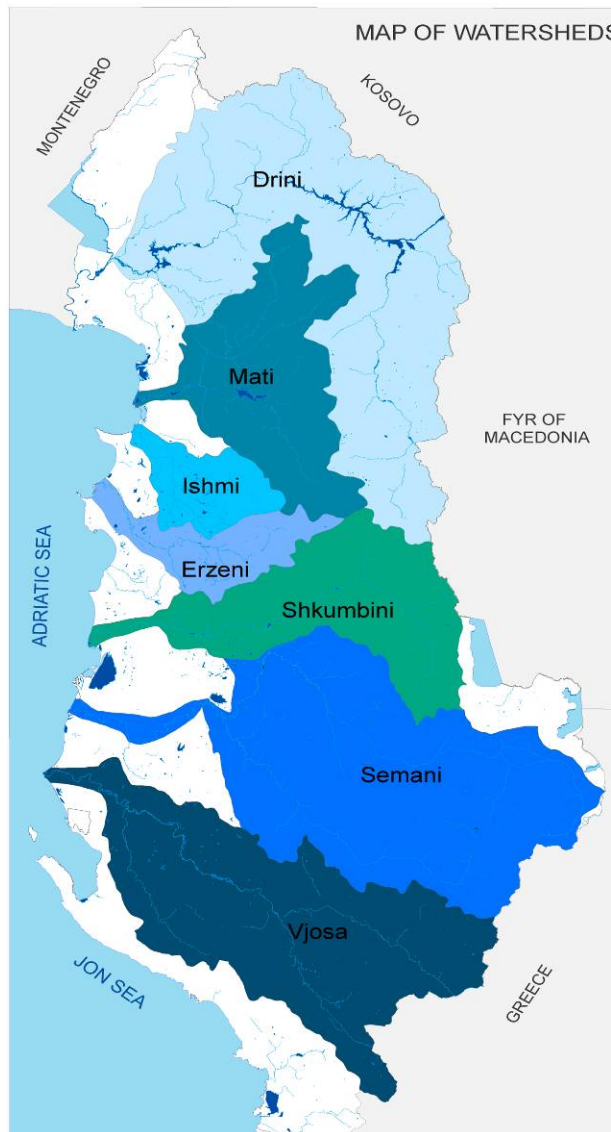 MAP OF WATERSHEDS
MONTENEGRO
KOSOVO
Drini
Mati
FYR OF
MACEDONIA
Ishmi
ADRIATIC SEA
Erzeni
Shkumbini
Semani
Vjosa
JON SEA
GREECE